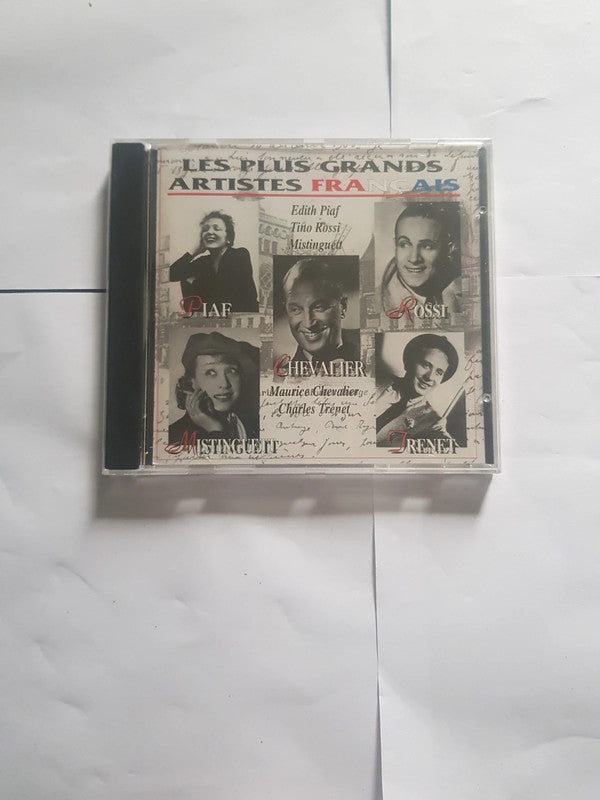 LES PLUS GRANDS
ARTISTES FRANÇAIS
Edith Piaf
Tino Rossi
Mistinguett
PIAF
ROSSI
CHEVALIER
Maurice Chevalier
Charles Trenet
MISTINGUETT
TRENET